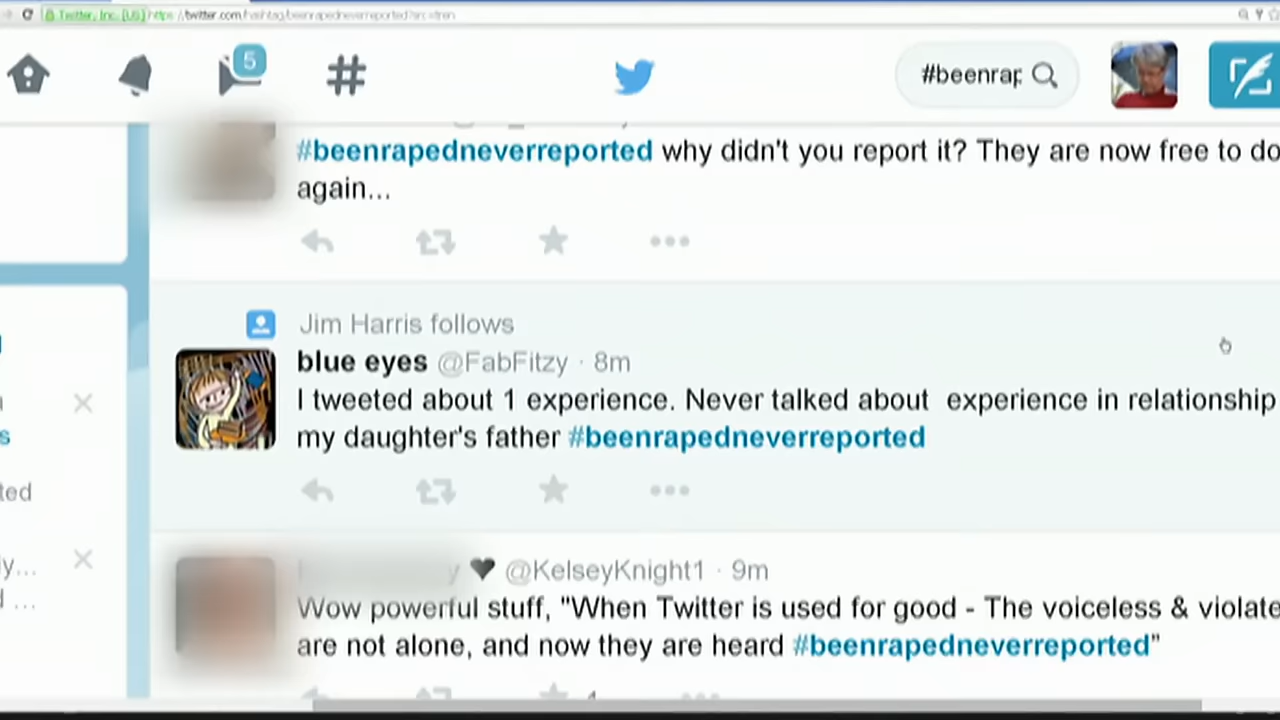 Twitter, Inc. [US] https://twitter.com/hashtag/beenrapedneverreported?src=tren
5
#beenrap
#beenrapedneverreported why didn't you report it? They are now free to do
again...
Jim Harris follows
blue eyes @FabFitzy · 8m
I tweeted about 1 experience. Never talked about experience in relationship
my daughter's father #beenrapedneverreported
@KelseyKnight1 · 9m
Wow powerful stuff, "When Twitter is used for good - The voiceless & violate
are not alone, and now they are heard #beenrapedneverreported"